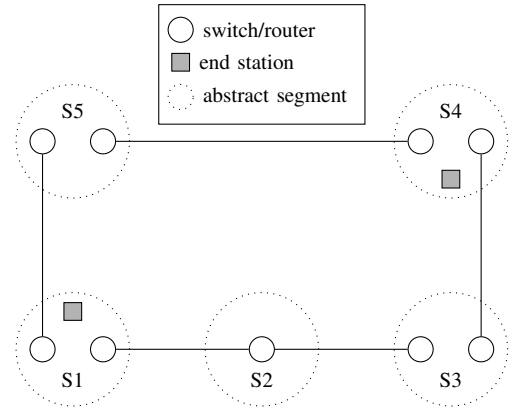 switch/router
end station
abstract segment
S5
S4
S1
S2
S3